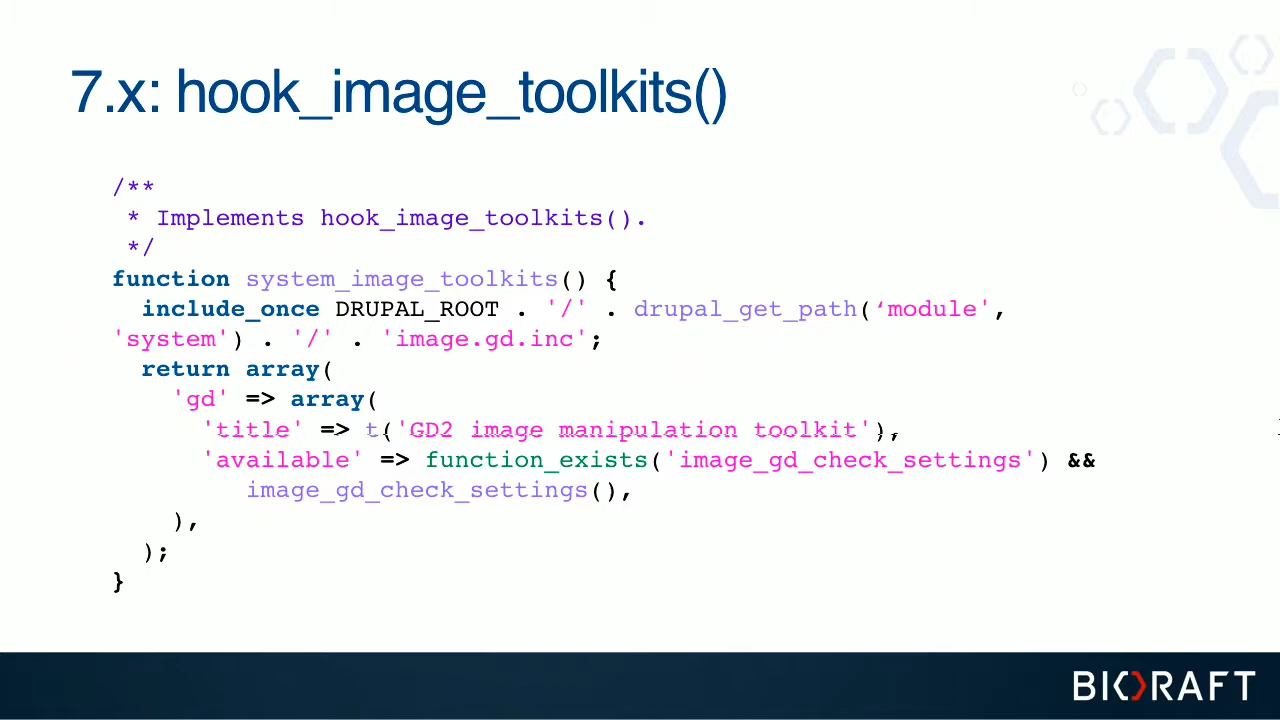 7.x: hook_image_toolkits()
/**
 * Implements hook_image_toolkits().
 */
function system_image_toolkits() {
  include_once DRUPAL_ROOT . '/' . drupal_get_path(‘module',
'system') . '/' . 'image.gd.inc';
  return array(
    'gd' => array(
      'title' => t('GD2 image manipulation toolkit'),
      'available' => function_exists('image_gd_check_settings') &&
         image_gd_check_settings(),
    ),
  );
}
BIORAFT